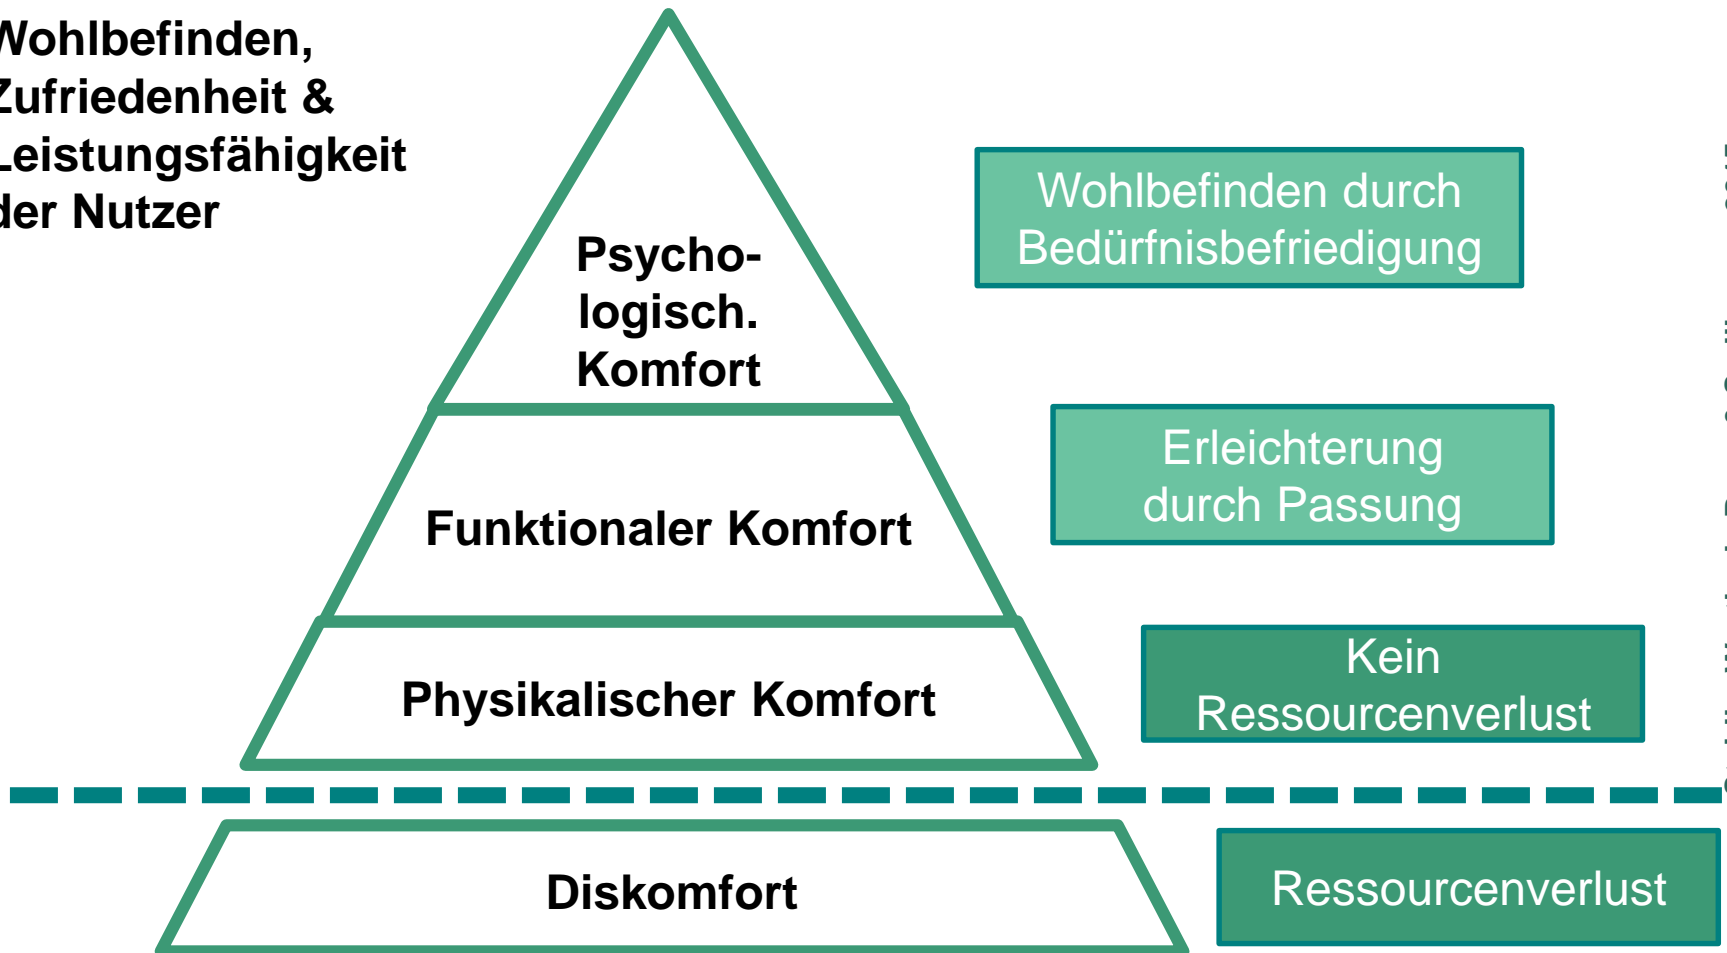 Wohlbefinden,
Zufriedenheit &
Leistungsfähigkeit
der Nutzer
Psycho-
logisch.
Komfort
Wohlbefinden durch
Bedürfnisbefriedigung
Funktionaler Komfort
Erleichterung
durch Passung
Physikalischer Komfort
Kein
Ressourcenverlust
Diskomfort
Ressourcenverlust